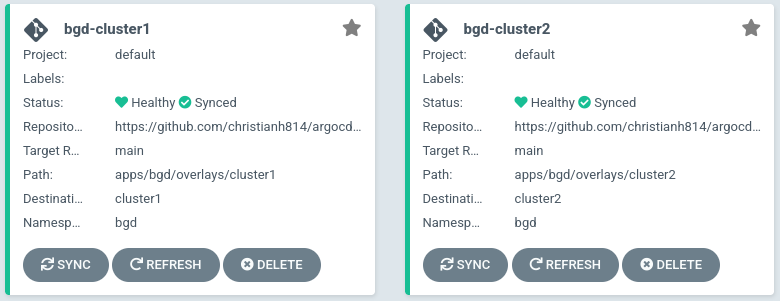 bgd-cluster1
Project: default
Labels:
Status: Healthy Synced
Reposito... https://github.com/christianh814/argocd...
Target R... main
Path: apps/bgd/overlays/cluster1
Destinati... cluster1
Namesp... bgd
SYNC REFRESH DELETE
bgd-cluster2
Project: default
Labels:
Status: Healthy Synced
Reposito... https://github.com/christianh814/argocd...
Target R... main
Path: apps/bgd/overlays/cluster2
Destinati... cluster2
Namesp... bgd
SYNC REFRESH DELETE